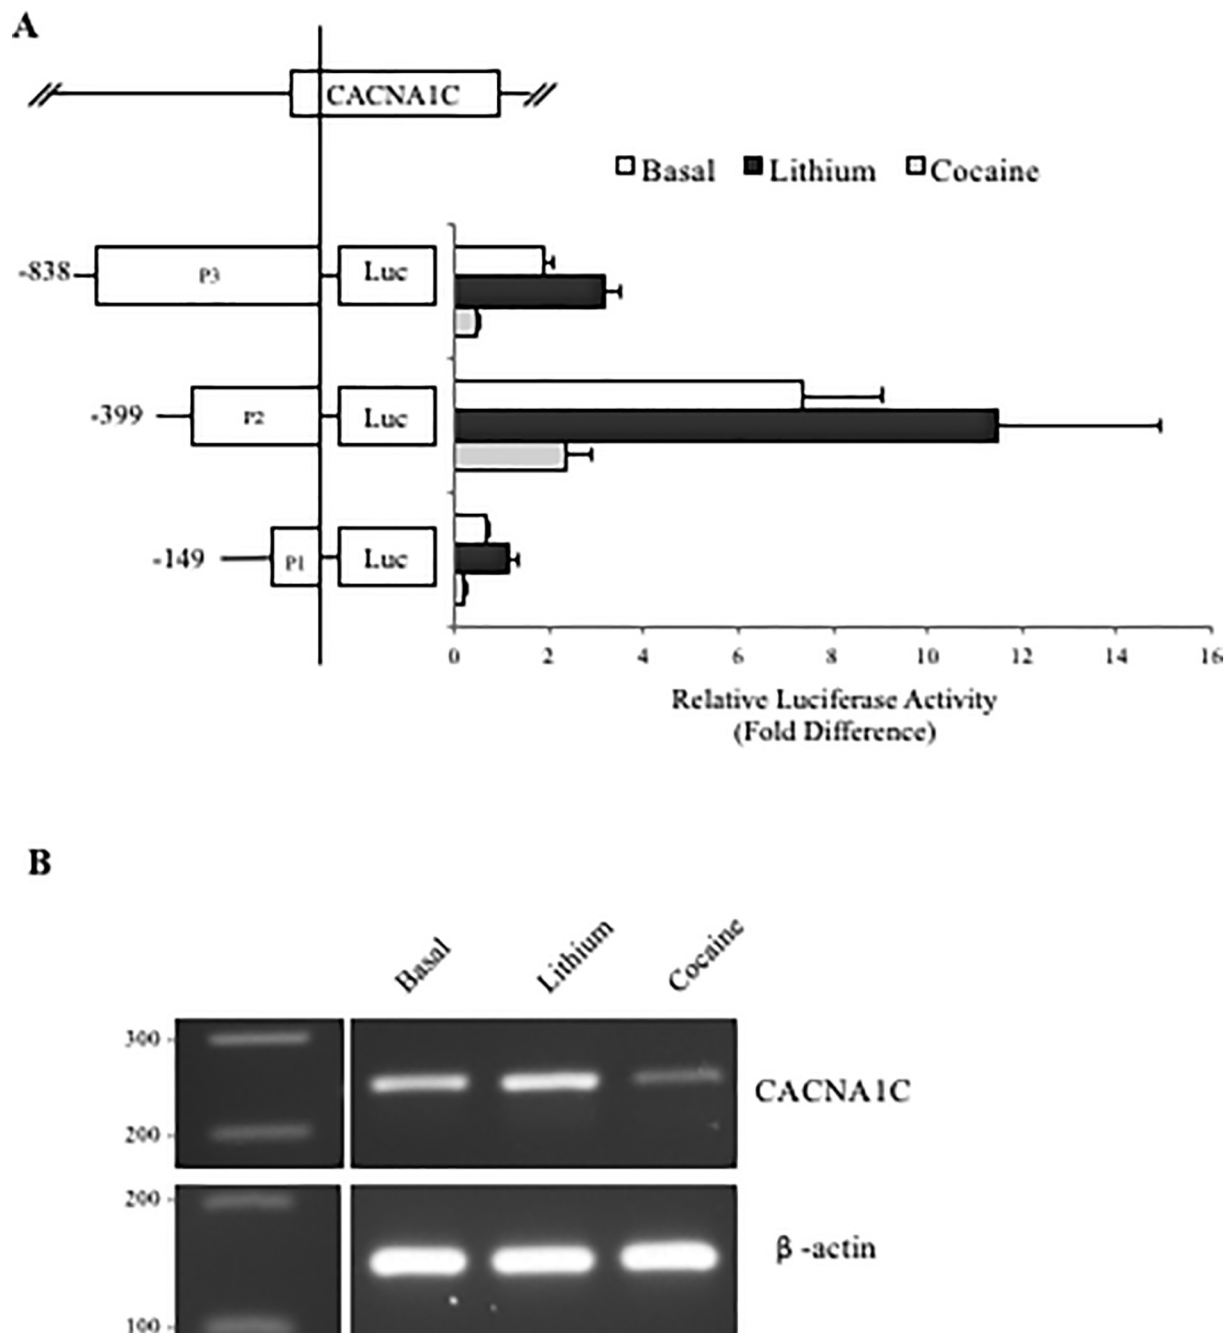 A
CACNA1C
Basal Lithium Cocaine
-838 P3 Luc
-399 P2 Luc
-149 P1 Luc
0 2 4 6 8 10 12 14 16
Relative Luciferase Activity
(Fold Difference)
B
Basal Lithium Cocaine
300
CACNA1C
200
200
β-actin
100